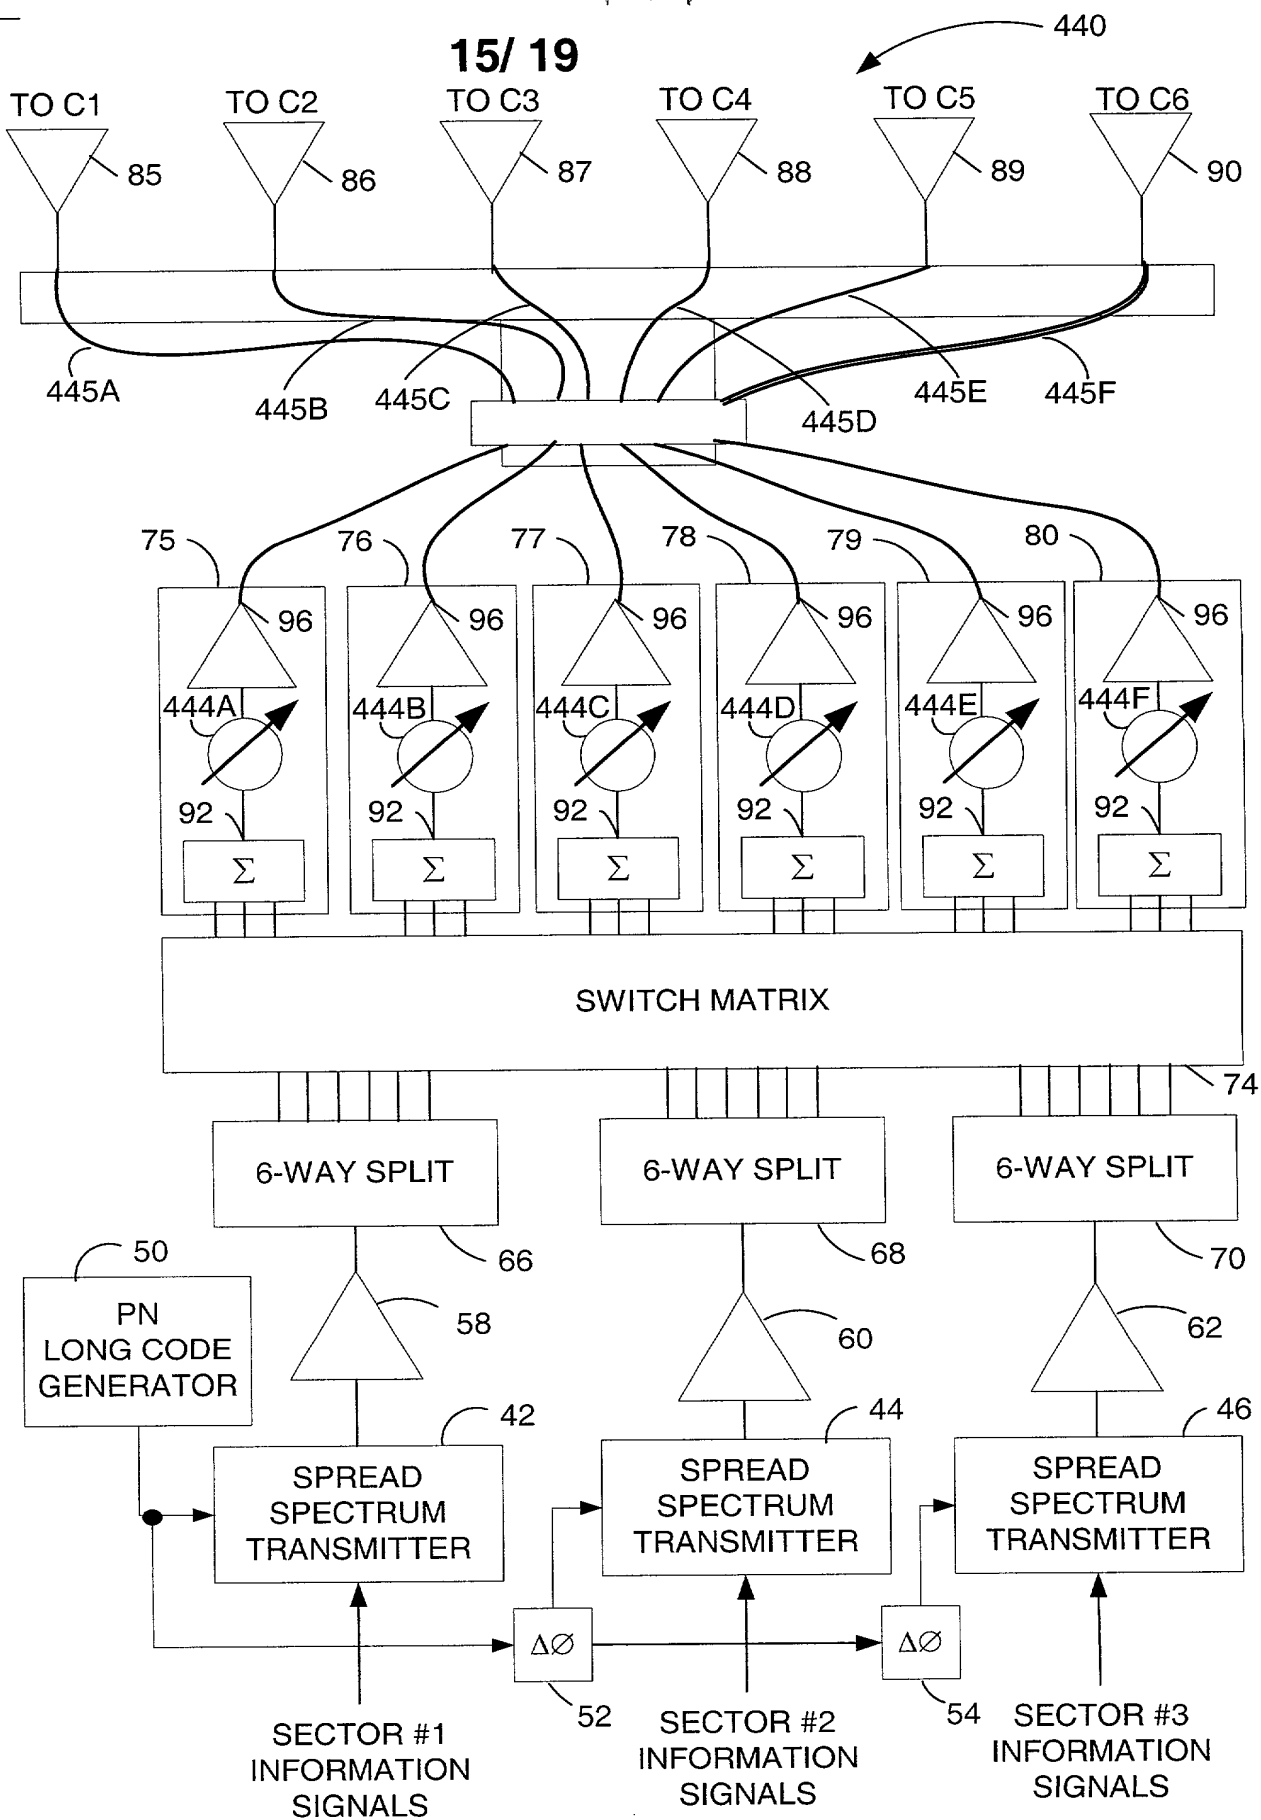 440
15/ 19
TO C1 TO C2 TO C3 TO C4 TO C5 TO C6
85 86 87 88 89 90
445A 445B 445C 445D 445E 445F
75 76 77 78 79 80
96 96 96 96 96 96
444A 444B 444C 444D 444E 444F
92 92 92 92 92 92
Σ Σ Σ Σ Σ Σ
SWITCH MATRIX
74
6-WAY SPLIT 6-WAY SPLIT 6-WAY SPLIT
66 68 70
50
PN
LONG CODE
GENERATOR
58 60 62
42 44 46
SPREAD
SPECTRUM
TRANSMITTER
SPREAD
SPECTRUM
TRANSMITTER
SPREAD
SPECTRUM
TRANSMITTER
ΔØ ΔØ
52 54
SECTOR #1
INFORMATION
SIGNALS
SECTOR #2
INFORMATION
SIGNALS
SECTOR #3
INFORMATION
SIGNALS